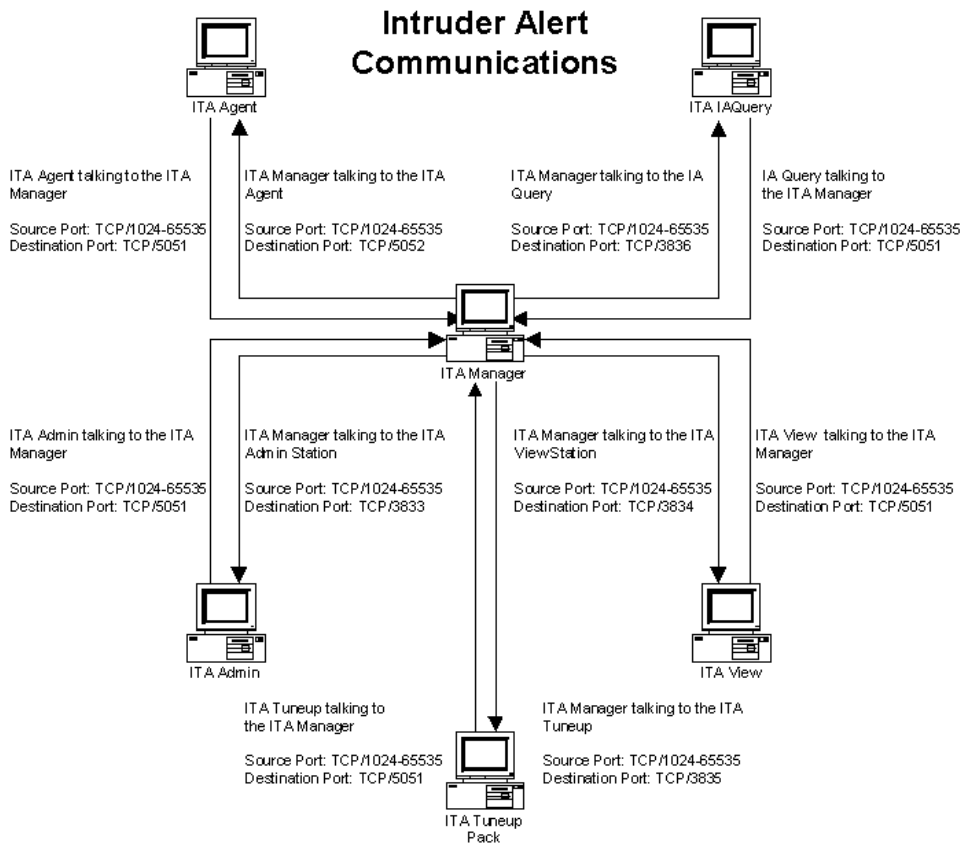 Intruder Alert
Communications
ITA Agent
ITA IAQuery
ITA Agent talking to the ITA
Manager
Source Port: TCP/1024-65535
Destination Port: TCP/5051
ITA Manager talking to the ITA
Agent
Source Port: TCP/1024-65535
Destination Port: TCP/5052
ITA Manager talking to the IA
Query
Source Port: TCP/1024-65535
Destination Port: TCP/3836
IA Query talking to
the ITA Manager
Source Port: TCP/1024-65535
Destination Port: TCP/5051
ITA Manager
ITA Admin talking to the ITA
Manager
Source Port: TCP/1024-65535
Destination Port: TCP/5051
ITA Manager talking to the ITA
Admin Station
Source Port: TCP/1024-65535
Destination Port: TCP/3833
ITA Manager talking to the ITA
ViewStation
Source Port: TCP/1024-65535
Destination Port: TCP/3834
ITA View talking to the ITA
Manager
Source Port: TCP/1024-65535
Destination Port: TCP/5051
ITA Admin
ITA View
ITA Tuneup talking to
the ITA Manager
Source Port: TCP/1024-65535
Destination Port: TCP/5051
ITA Manager talking to the ITA
Tuneup
Source Port: TCP/1024-65535
Destination Port: TCP/3835
ITA Tuneup
Pack